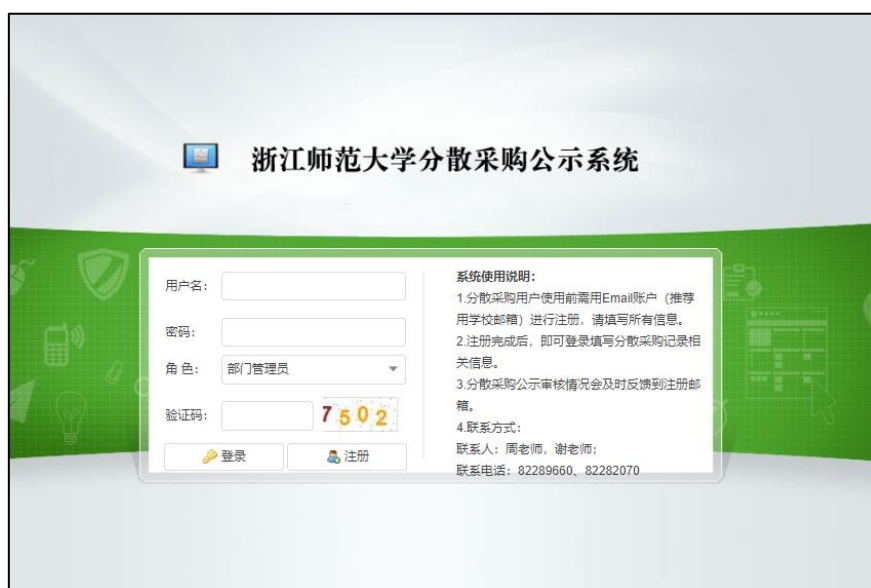 浙江师范大学分散采购公示系统
用户名：
密码：
角 色： 部门管理员
验证码： 7502
登录 注册
系统使用说明：
1.分散采购用户使用前需用Email账户（推荐
用学校邮箱）进行注册，请填写所有信息。
2.注册完成后，即可登录填写分散采购记录相
关信息。
3.分散采购公示审核情况会及时反馈到注册邮
箱。
4.联系方式：
联系人：周老师，谢老师；
联系电话：82289660、82282070